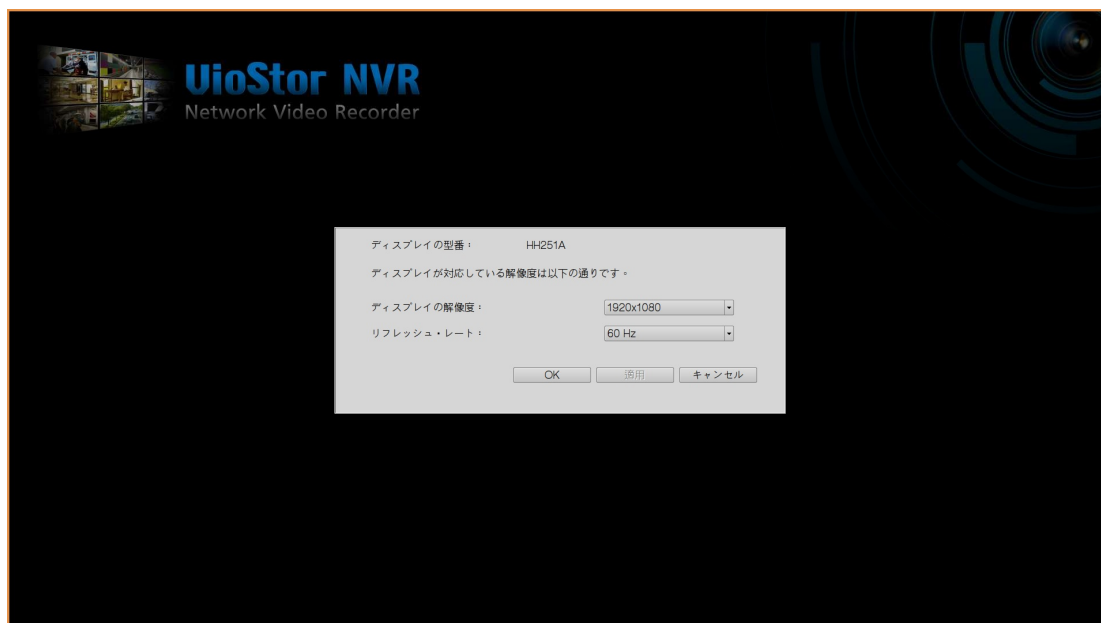 VioStor NVR
Network Video Recorder
ディスプレイの型番： HH251A
ディスプレイが対応している解像度は以下の通りです。
ディスプレイの解像度： 1920x1080
リフレッシュ・レート： 60 Hz
OK 適用 キャンセル